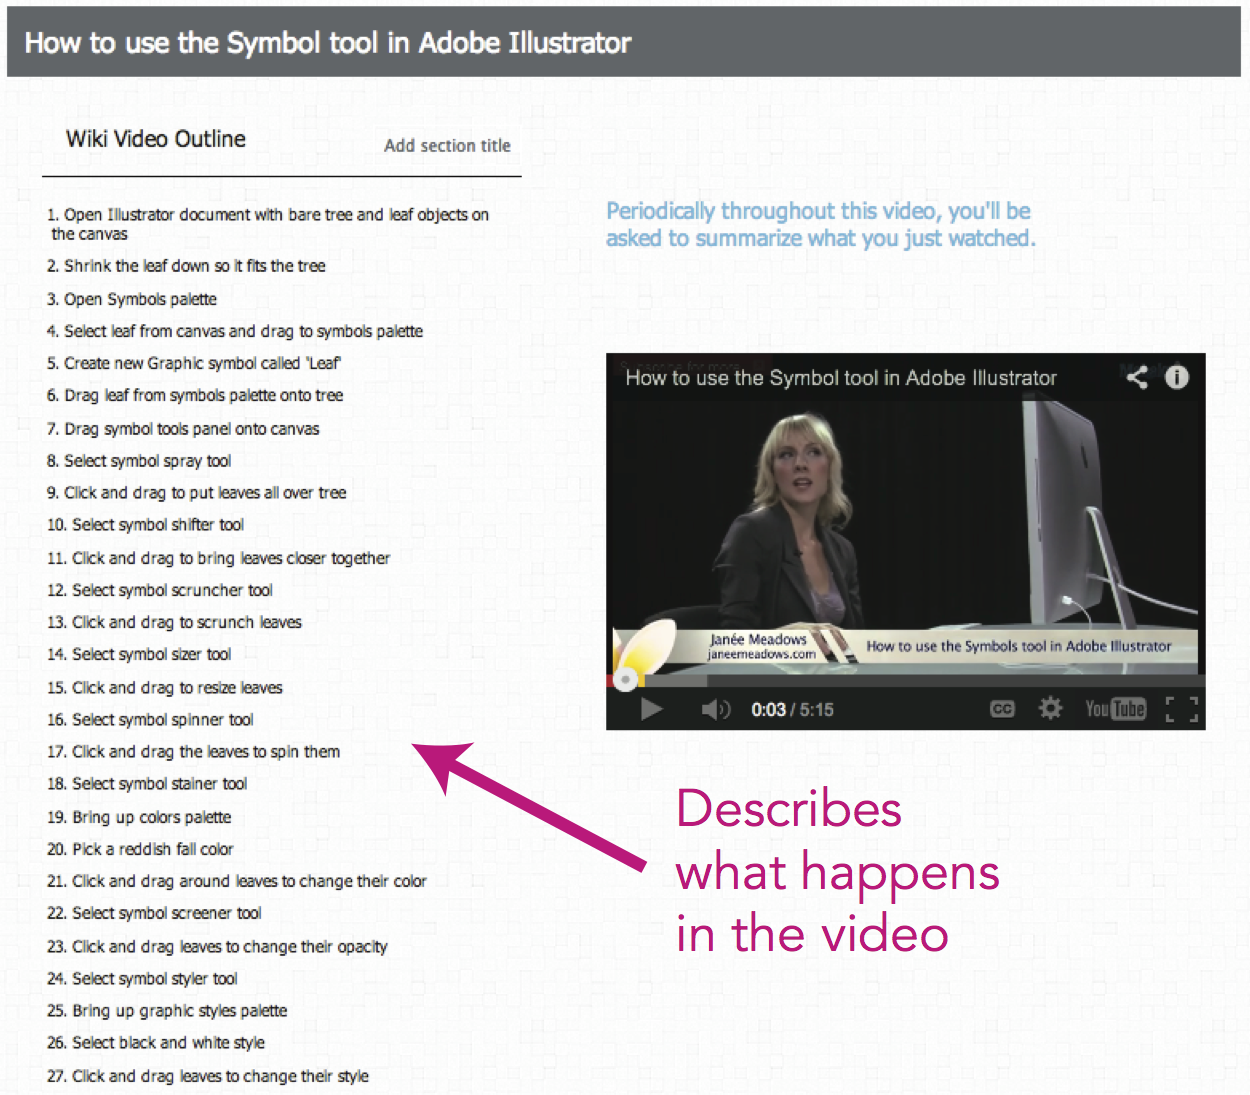 How to use the Symbol tool in Adobe Illustrator
Wiki Video Outline
Add section title
1. Open Illustrator document with bare tree and leaf objects on
the canvas
2. Shrink the leaf down so it fits the tree
3. Open Symbols palette
4. Select leaf from canvas and drag to symbols palette
5. Create new Graphic symbol called 'Leaf'
6. Drag leaf from symbols palette onto tree
7. Drag symbol tools panel onto canvas
8. Select symbol spray tool
9. Click and drag to put leaves all over tree
10. Select symbol shifter tool
11. Click and drag to bring leaves closer together
12. Select symbol scruncher tool
13. Click and drag to scrunch leaves
14. Select symbol sizer tool
15. Click and drag to resize leaves
16. Select symbol spinner tool
17. Click and drag the leaves to spin them
18. Select symbol stainer tool
19. Bring up colors palette
20. Pick a reddish fall color
21. Click and drag around leaves to change their color
22. Select symbol screener tool
23. Click and drag leaves to change their opacity
24. Select symbol styler tool
25. Bring up graphic styles palette
26. Select black and white style
27. Click and drag leaves to change their style
Periodically throughout this video, you'll be
asked to summarize what you just watched.
How to use the Symbol tool in Adobe Illustrator
Janée Meadows
janeemeadows.com
How to use the Symbols tool in Adobe Illustrator
0:03 / 5:15
CC
YouTube
Describes
what happens
in the video